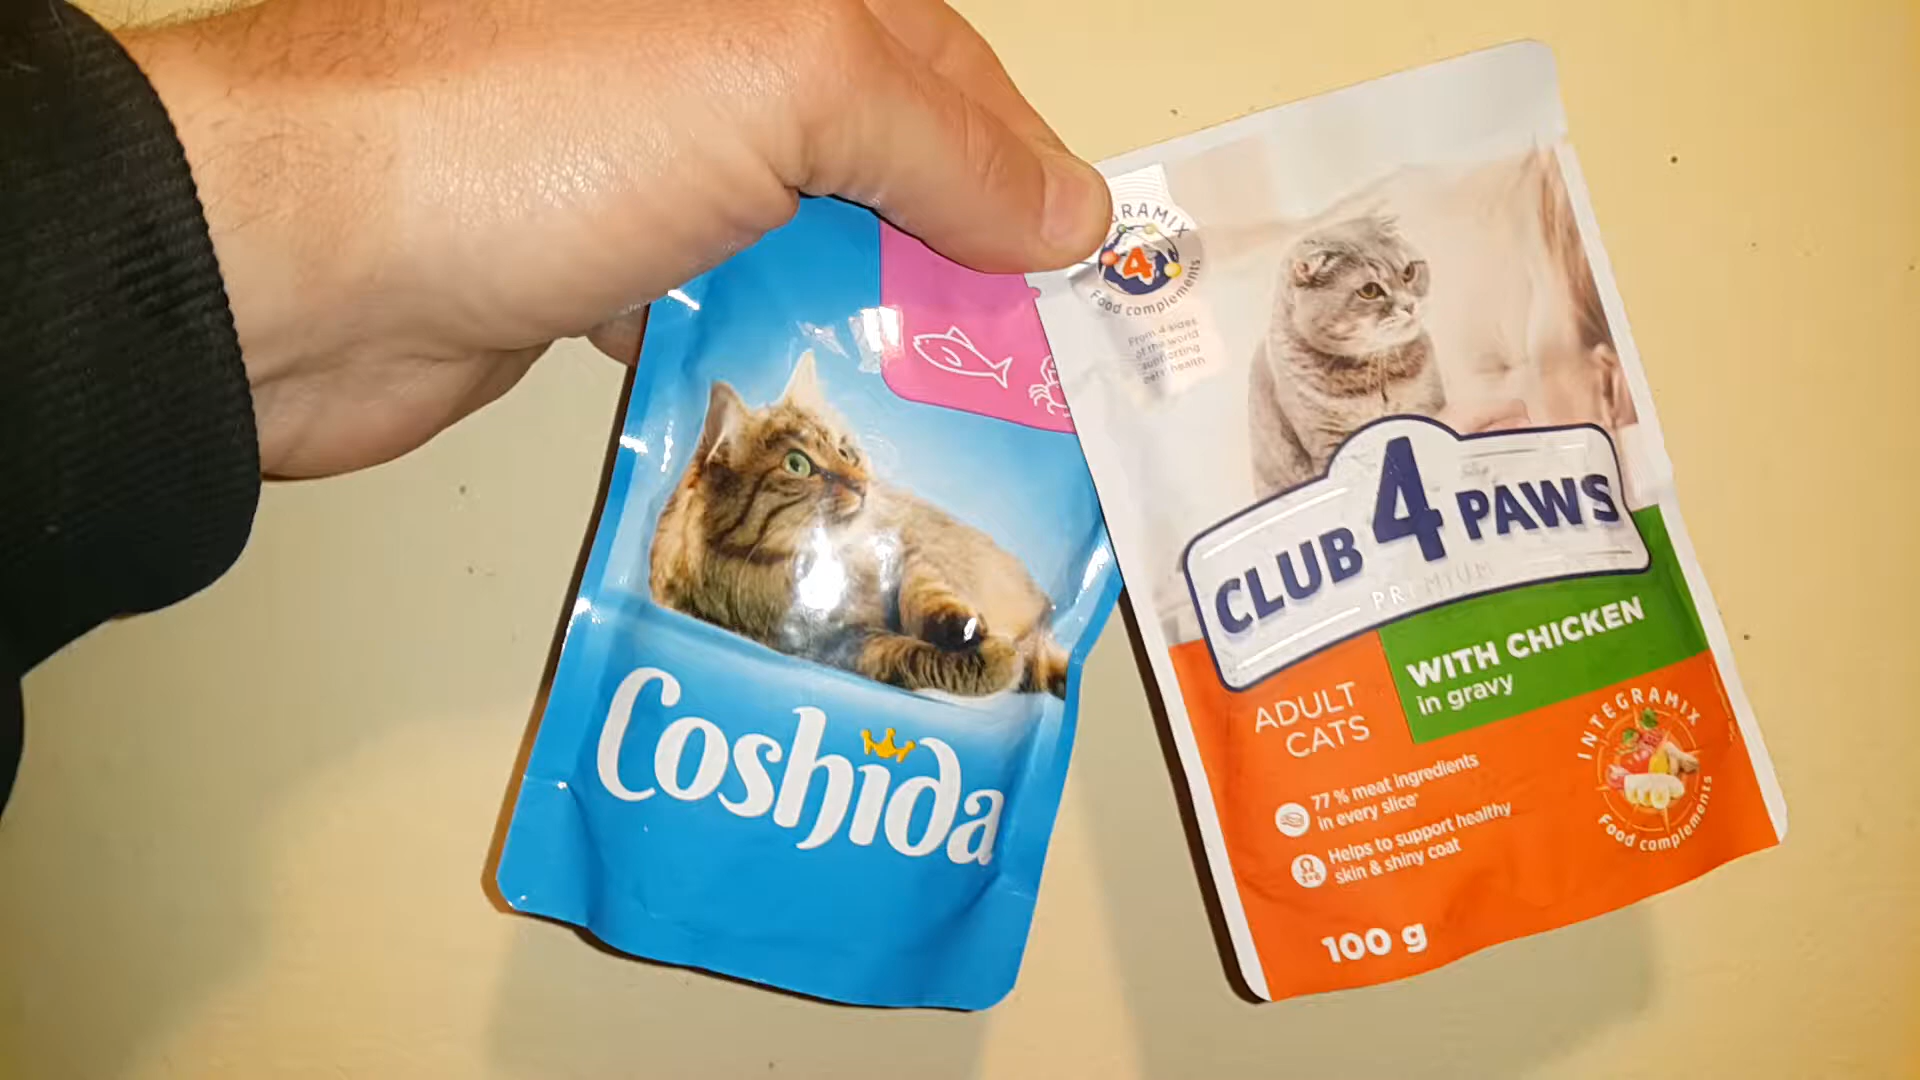 Coshida
GRAMIX
4
Food complements
From 4 sides
of the world
supporting
pets' health
CLUB 4 PAWS
PREMIUM
WITH CHICKEN
in gravy
ADULT
CATS
77 % meat ingredients
in every slice*
Helps to support healthy
skin & shiny coat
INTEGRAMIX
Food complements
100 g